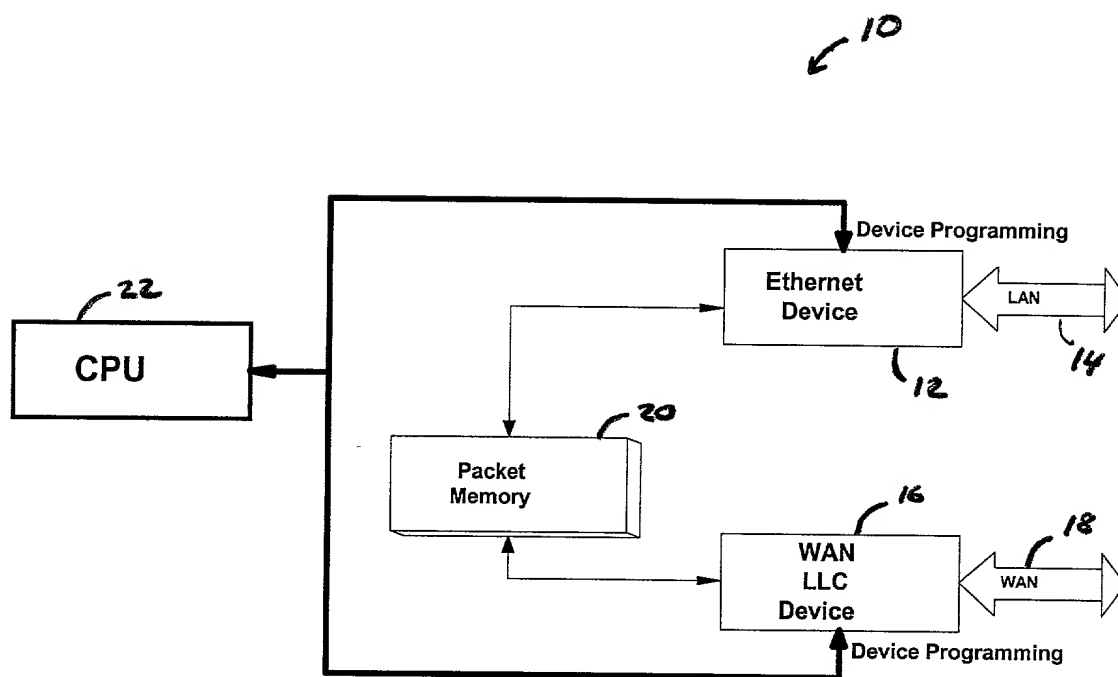 10
Device Programming
Ethernet
Device
LAN
14
12
22
CPU
20
Packet
Memory
16
18
WAN
LLC
Device
WAN
Device Programming